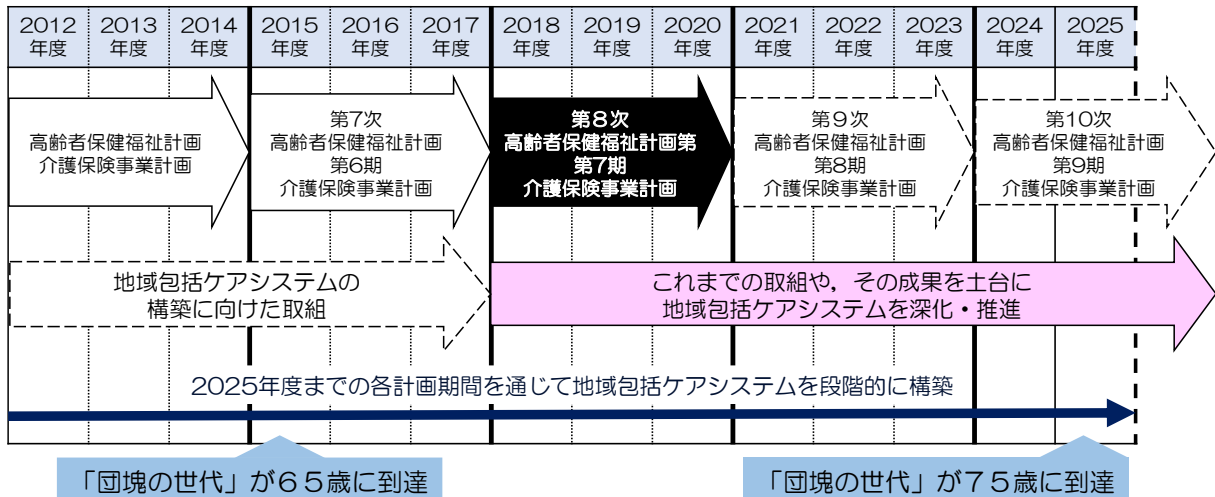 2012
年度
2013
年度
2014
年度
2015
年度
2016
年度
2017
年度
2018
年度
2019
年度
2020
年度
2021
年度
2022
年度
2023
年度
2024
年度
2025
年度
高齢者保健福祉計画
介護保険事業計画
第7次
高齢者保健福祉計画
第6期
介護保険事業計画
第8次
高齢者保健福祉計画第
第7期
介護保険事業計画
第9次
高齢者保健福祉計画
第8期
介護保険事業計画
第10次
高齢者保健福祉計画
第9期
介護保険事業計画
地域包括ケアシステムの
構築に向けた取組
これまでの取組や，その成果を土台に
地域包括ケアシステムを深化・推進
2025年度までの各計画期間を通じて地域包括ケアシステムを段階的に構築
「団塊の世代」が65歳に到達
「団塊の世代」が75歳に到達